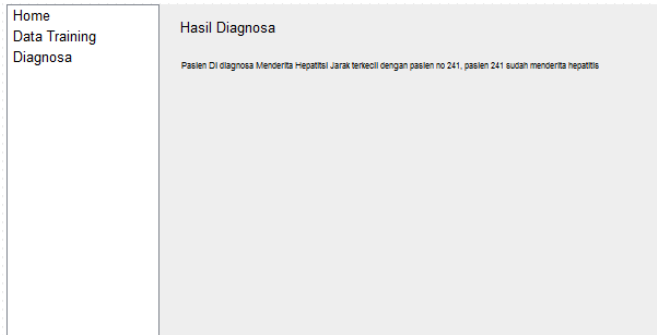 Home
Data Training
Diagnosa
Hasil Diagnosa
Pasien Di diagnosa Menderita Hepatitsi Jarak terkecil dengan pasien no 241, pasien 241 sudah menderita hepatitis